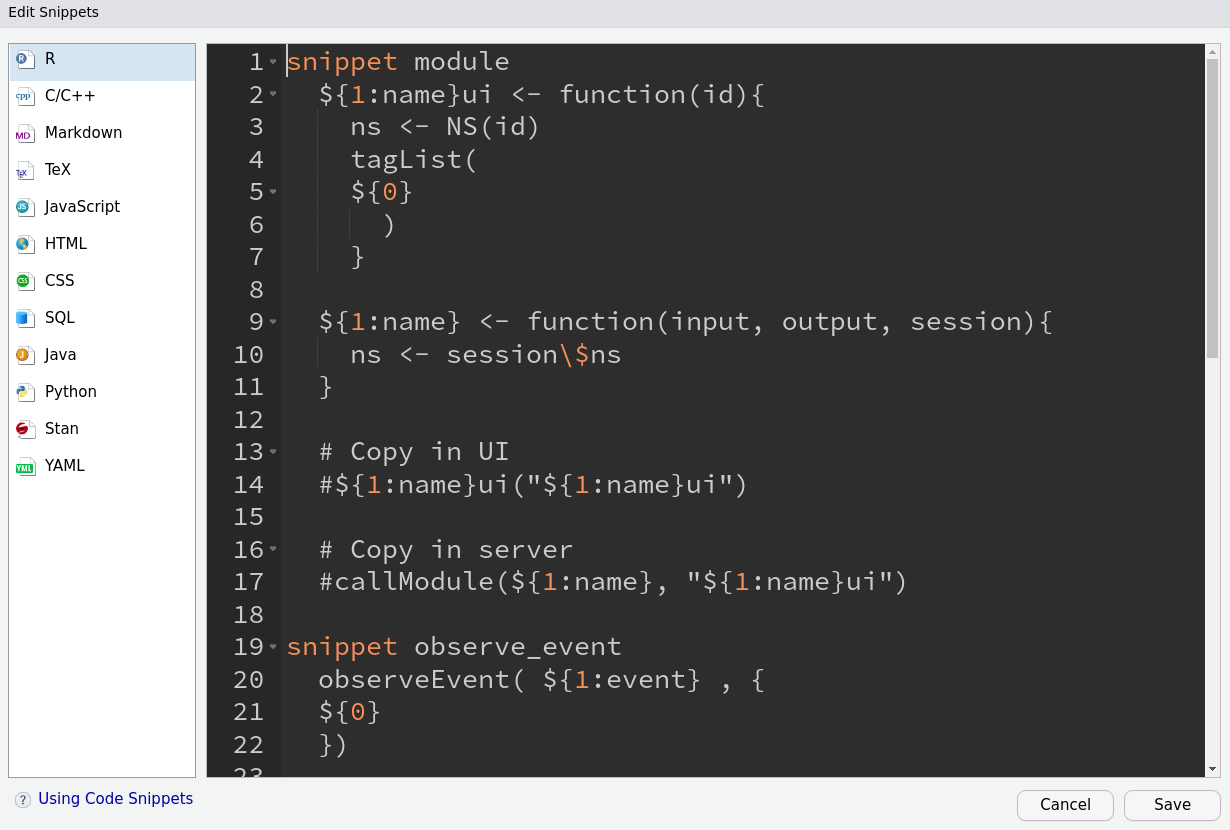 Edit Snippets
R
C/C++
Markdown
TeX
JavaScript
HTML
CSS
SQL
Java
Python
Stan
YAML
1 snippet module
2   ${1:name}ui <- function(id){
3     ns <- NS(id)
4     tagList(
5     ${0}
6       )
7     }
8
9   ${1:name} <- function(input, output, session){
10     ns <- session\$ns
11   }
12
13   # Copy in UI
14   #${1:name}ui("${1:name}ui")
15
16   # Copy in server
17   #callModule(${1:name}, "${1:name}ui")
18
19 snippet observe_event
20   observeEvent( ${1:event} , {
21   ${0}
22   })
23
? Using Code Snippets
Cancel
Save